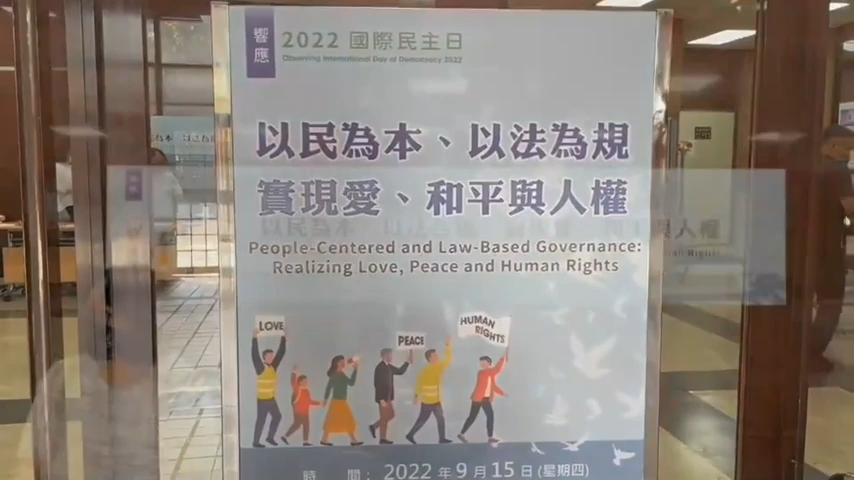 響應
2022 國際民主日
Observing International Day of Democracy 2022
以民為本、以法為規
實現愛、和平與人權
People-Centered and Law-Based Governance:
Realizing Love, Peace and Human Rights
LOVE
PEACE
HUMAN
RIGHTS
時 間: 2022 年 9 月 15 日 (星期四)